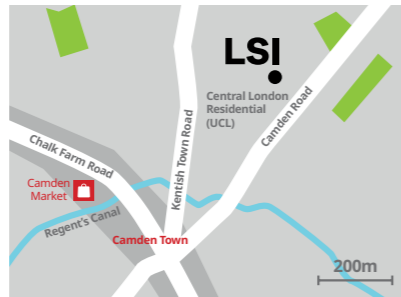 LSI
Central London
Residential
(UCL)
Camden Road
Kentish Town Road
Chalk Farm Road
Camden
Market
Regent's Canal
Camden Town
200m